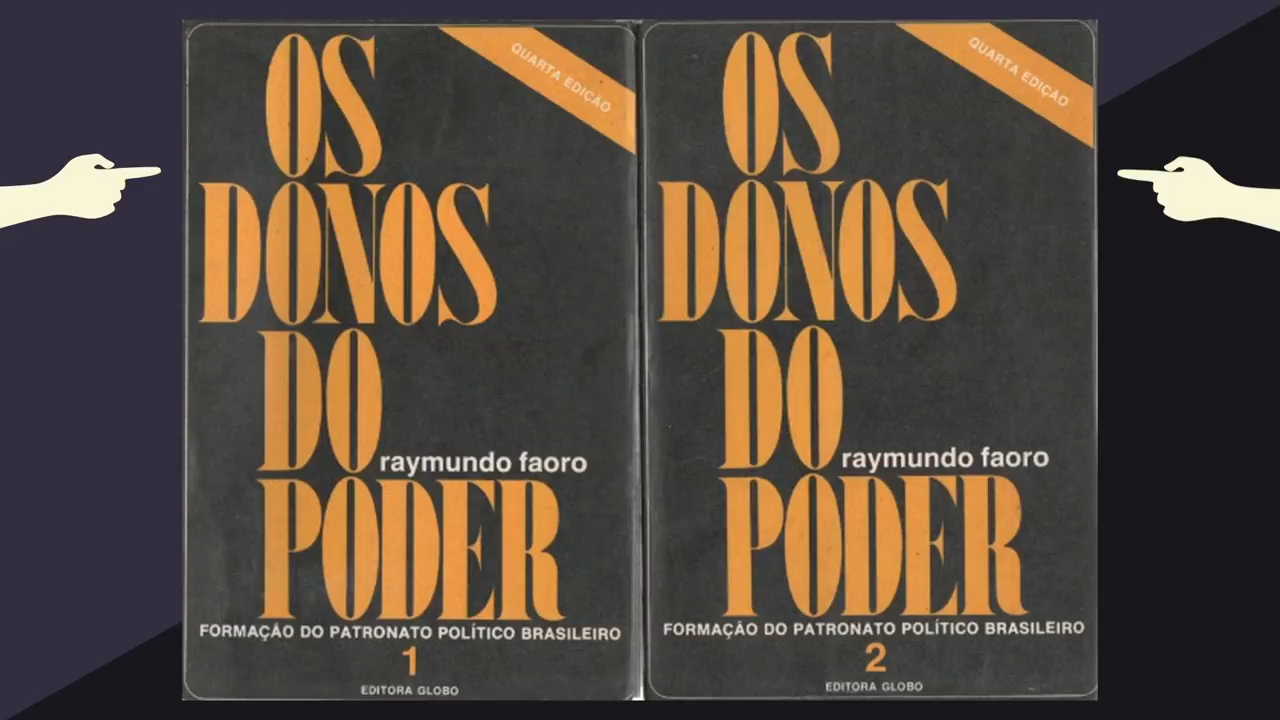 QUARTA EDIÇÃO
OS
DONOS
DO
raymundo faoro
PODER
FORMAÇÃO DO PATRONATO POLÍTICO BRASILEIRO
1
EDITORA GLOBO
QUARTA EDIÇÃO
OS
DONOS
DO
raymundo faoro
PODER
FORMAÇÃO DO PATRONATO POLÍTICO BRASILEIRO
2
EDITORA GLOBO